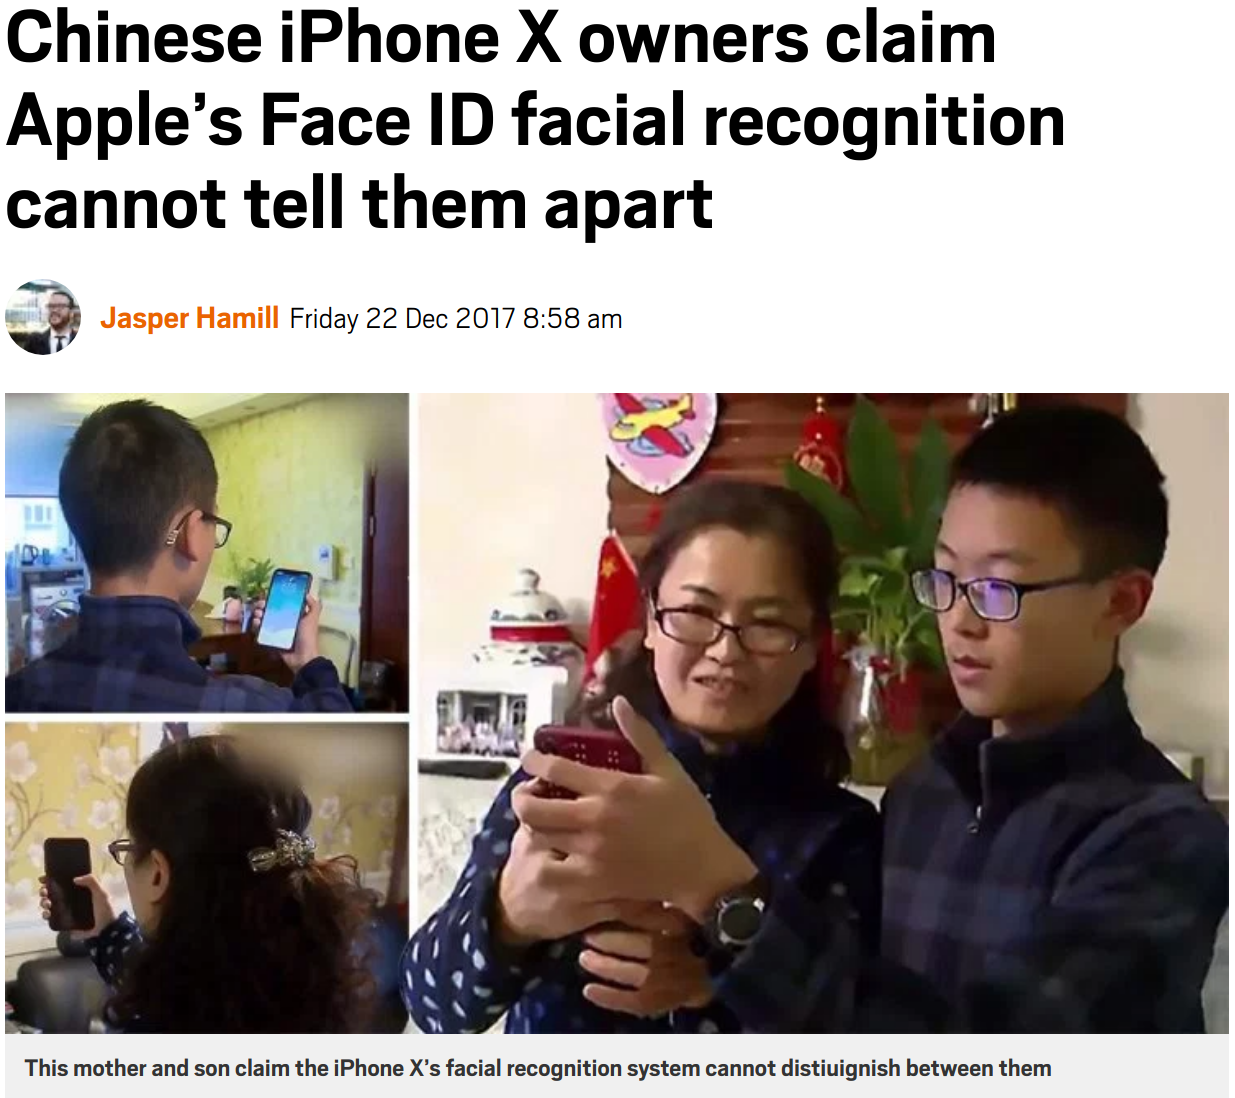 Chinese iPhone X owners claim
Apple’s Face ID facial recognition
cannot tell them apart
Jasper Hamill Friday 22 Dec 2017 8:58 am
This mother and son claim the iPhone X’s facial recognition system cannot distiuignish between them